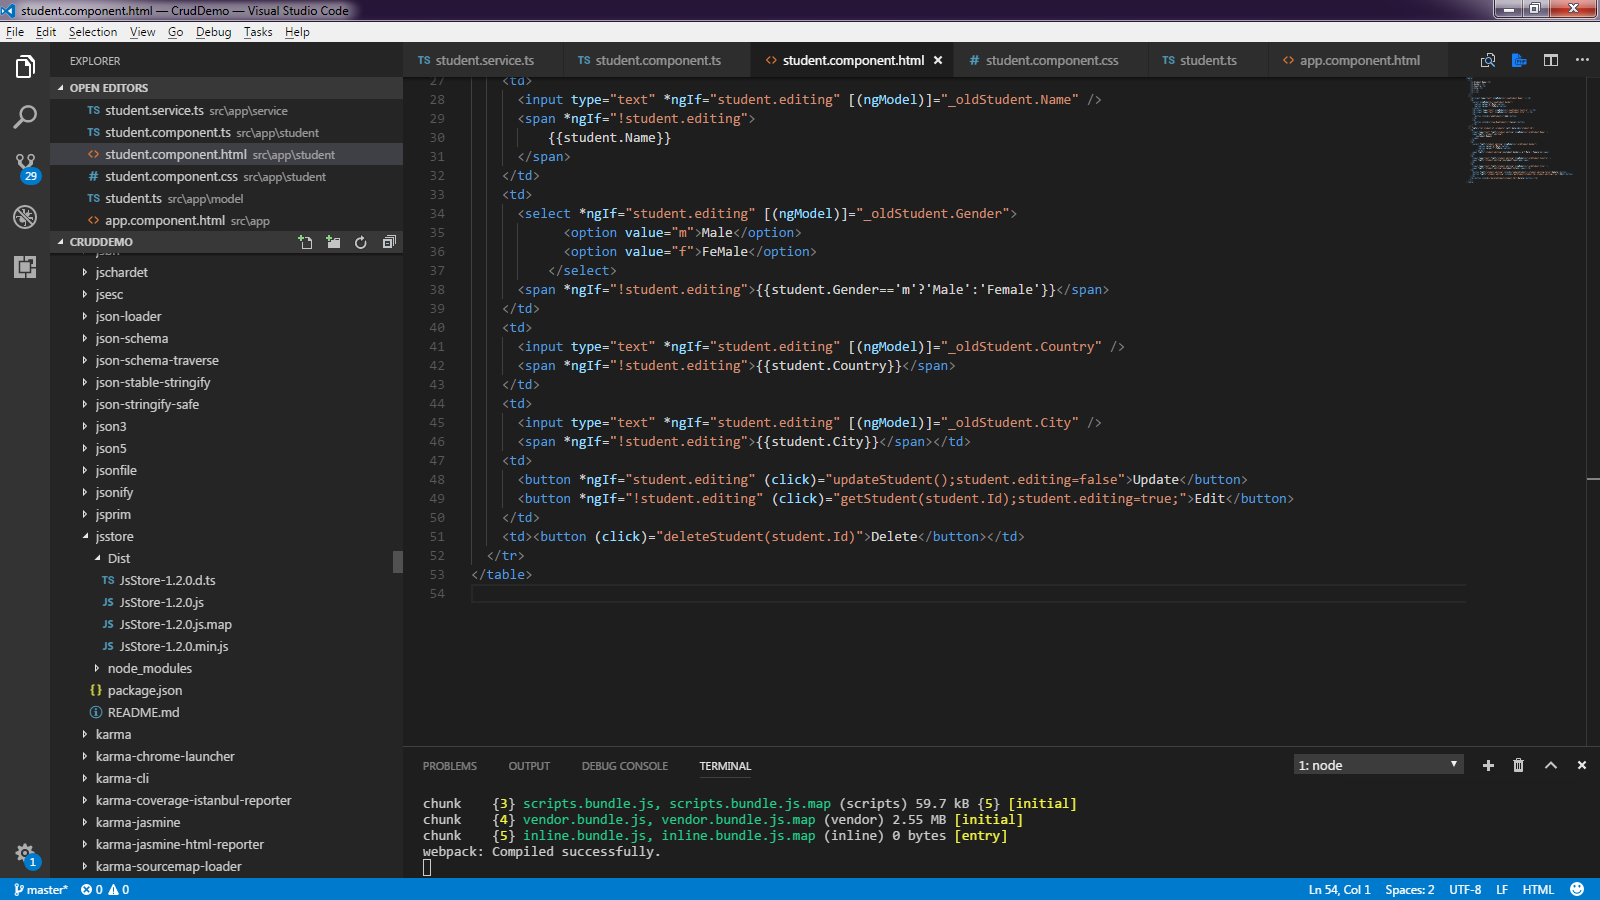 student.component.html — CrudDemo — Visual Studio Code
File Edit Selection View Go Debug Tasks Help
EXPLORER
OPEN EDITORS
TS student.service.ts src\app\service
TS student.component.ts src\app\student
<> student.component.html src\app\student
# student.component.css src\app\student
TS student.ts src\app\model
<> app.component.html src\app
29
CRUDDEMO
jschardet
jsesc
json-loader
json-schema
json-schema-traverse
json-stable-stringify
json-stringify-safe
json3
json5
jsonfile
jsonify
jsprim
jsstore
Dist
TS JsStore-1.2.0.d.ts
JS JsStore-1.2.0.js
JS JsStore-1.2.0.js.map
JS JsStore-1.2.0.min.js
node_modules
{} package.json
README.md
karma
karma-chrome-launcher
karma-cli
karma-coverage-istanbul-reporter
karma-jasmine
karma-jasmine-html-reporter
karma-sourcemap-loader
1
TS student.service.ts TS student.component.ts <> student.component.html # student.component.css TS student.ts <> app.component.html
27 <td>
28 <input type="text" *ngIf="student.editing" [(ngModel)]="_oldStudent.Name" />
29 <span *ngIf="!student.editing">
30 {{student.Name}}
31 </span>
32 </td>
33 <td>
34 <select *ngIf="student.editing" [(ngModel)]="_oldStudent.Gender">
35 <option value="m">Male</option>
36 <option value="f">FeMale</option>
37 </select>
38 <span *ngIf="!student.editing">{{student.Gender=='m'?'Male':'Female'}}</span>
39 </td>
40 <td>
41 <input type="text" *ngIf="student.editing" [(ngModel)]="_oldStudent.Country" />
42 <span *ngIf="!student.editing">{{student.Country}}</span>
43 </td>
44 <td>
45 <input type="text" *ngIf="student.editing" [(ngModel)]="_oldStudent.City" />
46 <span *ngIf="!student.editing">{{student.City}}</span></td>
47 <td>
48 <button *ngIf="student.editing" (click)="updateStudent();student.editing=false">Update</button>
49 <button *ngIf="!student.editing" (click)="getStudent(student.Id);student.editing=true;">Edit</button>
50 </td>
51 <td><button (click)="deleteStudent(student.Id)">Delete</button></td>
52 </tr>
53 </table>
54
PROBLEMS OUTPUT DEBUG CONSOLE TERMINAL 1: node
chunk {3} scripts.bundle.js, scripts.bundle.js.map (scripts) 59.7 kB {5} [initial]
chunk {4} vendor.bundle.js, vendor.bundle.js.map (vendor) 2.55 MB [initial]
chunk {5} inline.bundle.js, inline.bundle.js.map (inline) 0 bytes [entry]
webpack: Compiled successfully.
master* 0 0 Ln 54, Col 1 Spaces: 2 UTF-8 LF HTML